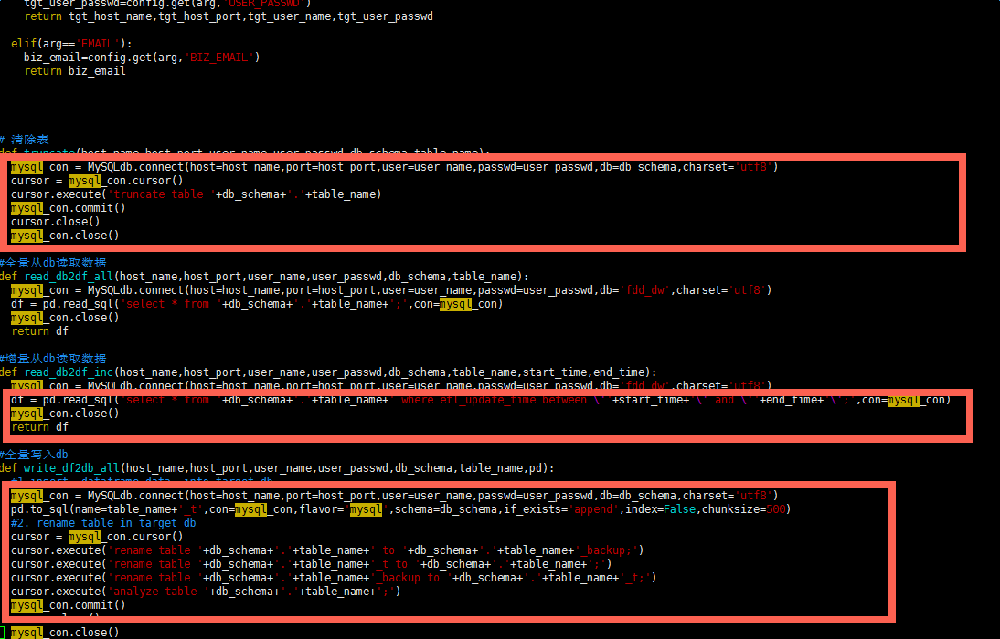 tgt_user_passwd=config.get(arg,'USER_PASSWD')
return tgt_host_name,tgt_host_port,tgt_user_name,tgt_user_passwd
elif(arg=='EMAIL'):
biz_email=config.get(arg,'BIZ_EMAIL')
return biz_email
# 清除表
def truncate(host_name,host_port,user_name,user_passwd,db_schema,table_name):
mysql_con = MySQLdb.connect(host=host_name,port=host_port,user=user_name,passwd=user_passwd,db=db_schema,charset='utf8')
cursor = mysql_con.cursor()
cursor.execute('truncate table '+db_schema+'.'+table_name)
mysql_con.commit()
cursor.close()
mysql_con.close()
#全量从db读取数据
def read_db2df_all(host_name,host_port,user_name,user_passwd,db_schema,table_name):
mysql_con = MySQLdb.connect(host=host_name,port=host_port,user=user_name,passwd=user_passwd,db='fdd_dw',charset='utf8')
df = pd.read_sql('select * from '+db_schema+'.'+table_name+';',con=mysql_con)
mysql_con.close()
return df
#增量从db读取数据
def read_db2df_inc(host_name,host_port,user_name,user_passwd,db_schema,table_name,start_time,end_time):
mysql_con = MySQLdb.connect(host=host_name,port=host_port,user=user_name,passwd=user_passwd,db='fdd_dw',charset='utf8')
df = pd.read_sql('select * from '+db_schema+'.'+table_name+' where etl_update_time between \''+start_time+'\' and \''+end_time+'\';',con=mysql_con)
mysql_con.close()
return df
#全量写入db
def write_df2db_all(host_name,host_port,user_name,user_passwd,db_schema,table_name,pd):
#1.insert dataframe data into target db
mysql_con = MySQLdb.connect(host=host_name,port=host_port,user=user_name,passwd=user_passwd,db=db_schema,charset='utf8')
pd.to_sql(name=table_name+'_t',con=mysql_con,flavor='mysql',schema=db_schema,if_exists='append',index=False,chunksize=500)
#2. rename table in target db
cursor = mysql_con.cursor()
cursor.execute('rename table '+db_schema+'.'+table_name+' to '+db_schema+'.'+table_name+'_backup;')
cursor.execute('rename table '+db_schema+'.'+table_name+'_t to '+db_schema+'.'+table_name+';')
cursor.execute('rename table '+db_schema+'.'+table_name+'_backup to '+db_schema+'.'+table_name+'_t;')
cursor.execute('analyze table '+db_schema+'.'+table_name+';')
mysql_con.commit()
mysql_con.close()